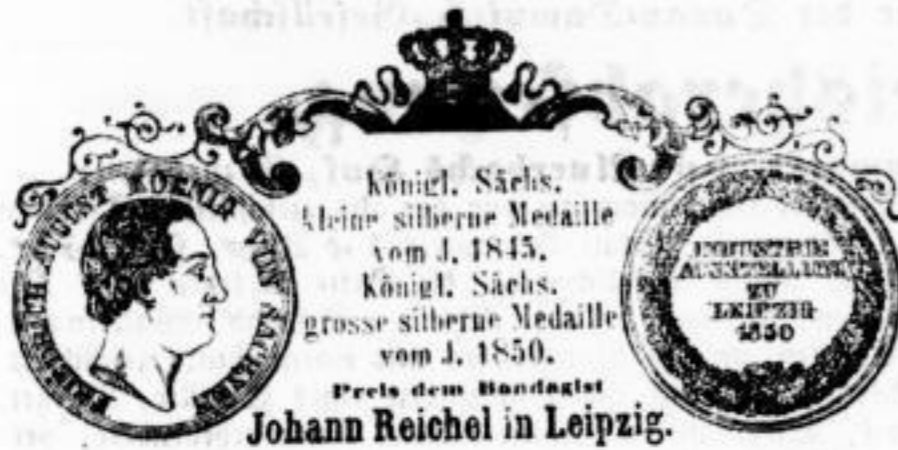 FRIEDRICH AUGUST KOENIG VON SACHSEN
Königl. Sächs.
kleine silberne Medaille
vom J. 1845.
Königl. Sächs.
grosse silberne Medaille
vom J. 1850.
Preis dem Bandagist
Johann Reichel in Leipzig.
INDUSTRIE
AUSSTELLUNG
ZU
LEIPZIG
1850